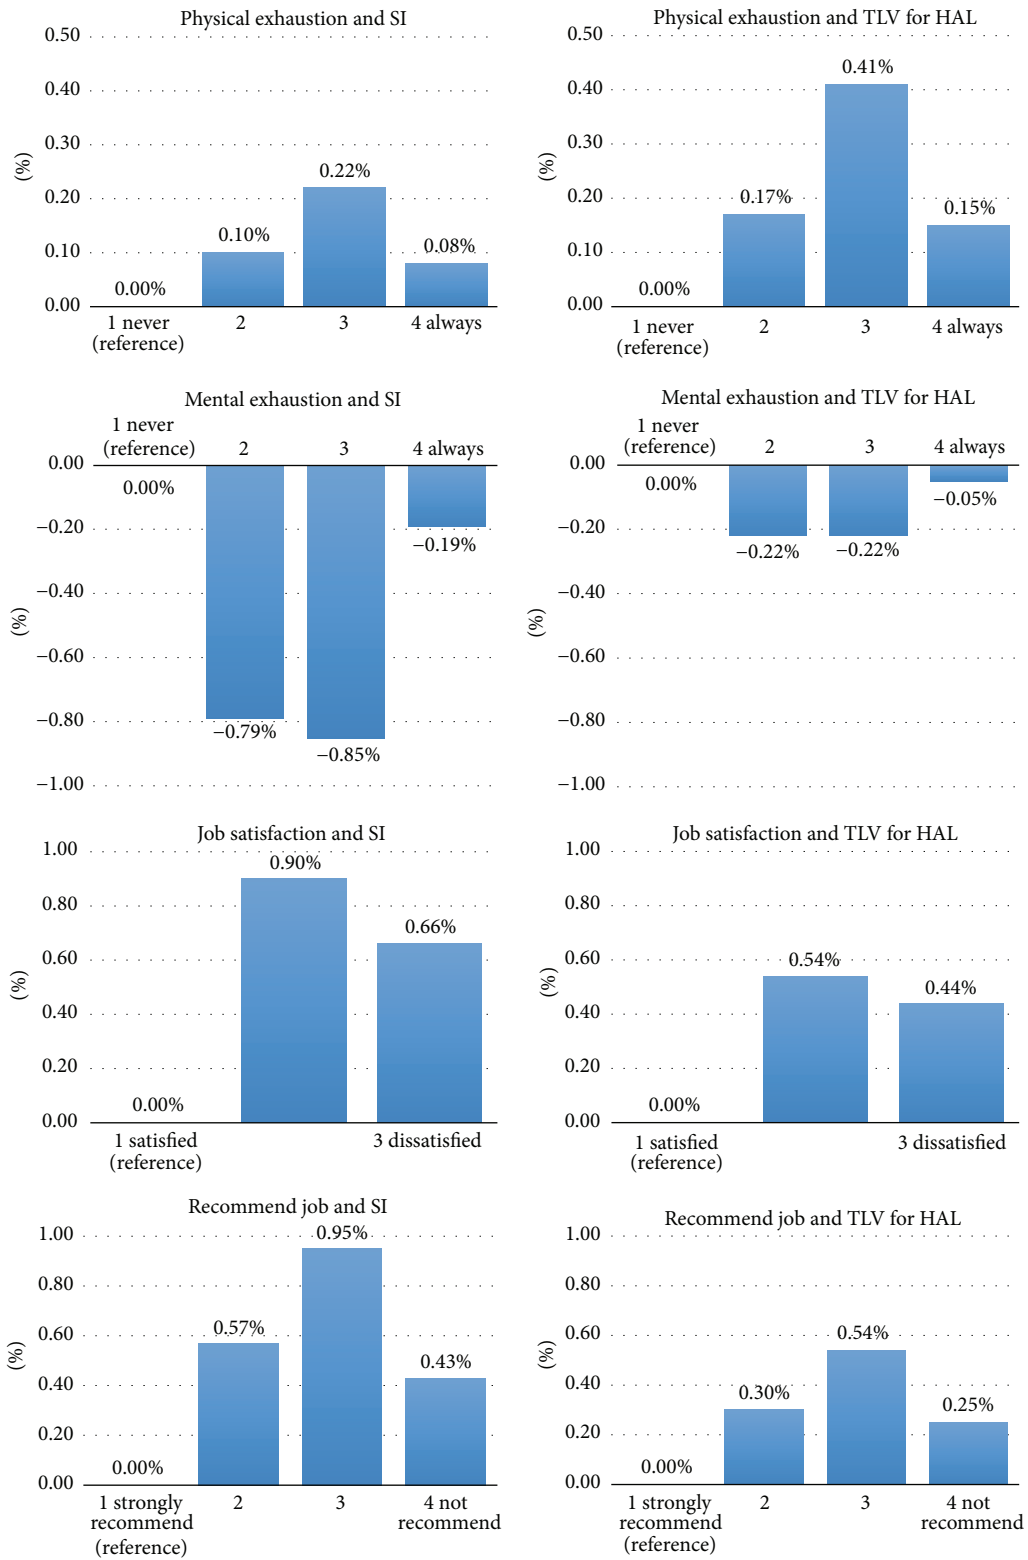 Physical exhaustion and SI
0.50
0.40
0.30
0.20
0.10
0.00
(%)
0.00%
0.10%
0.22%
0.08%
1 never
(reference)
2
3
4 always
Physical exhaustion and TLV for HAL
0.50
0.40
0.30
0.20
0.10
0.00
(%)
0.00%
0.17%
0.41%
0.15%
1 never
(reference)
2
3
4 always
Mental exhaustion and SI
1 never
(reference)
2
3
4 always
0.00
−0.20
−0.40
−0.60
−0.80
−1.00
(%)
0.00%
−0.79%
−0.85%
−0.19%
Mental exhaustion and TLV for HAL
1 never
(reference)
2
3
4 always
0.00
−0.20
−0.40
−0.60
−0.80
−1.00
(%)
0.00%
−0.22%
−0.22%
−0.05%
Job satisfaction and SI
1.00
0.80
0.60
0.40
0.20
0.00
(%)
0.00%
0.90%
0.66%
1 satisfied
(reference)
3 dissatisfied
Job satisfaction and TLV for HAL
1.00
0.80
0.60
0.40
0.20
0.00
(%)
0.00%
0.54%
0.44%
1 satisfied
(reference)
3 dissatisfied
Recommend job and SI
1.00
0.80
0.60
0.40
0.20
0.00
(%)
0.00%
0.57%
0.95%
0.43%
1 strongly
recommend
(reference)
2
3
4 not
recommend
Recommend job and TLV for HAL
1.00
0.80
0.60
0.40
0.20
0.00
(%)
0.00%
0.30%
0.54%
0.25%
1 strongly
recommend
(reference)
2
3
4 not
recommend